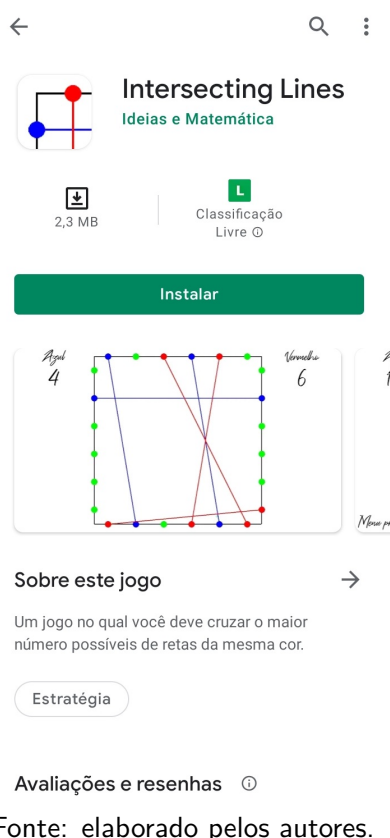 Intersecting Lines
Ideias e Matemática
L
2,3 MB
Classificação
Livre
Instalar
Azul
4
Vermelho
6
Sobre este jogo
Um jogo no qual você deve cruzar o maior
número possíveis de retas da mesma cor.
Estratégia
Avaliações e resenhas
Fonte: elaborado pelos autores.